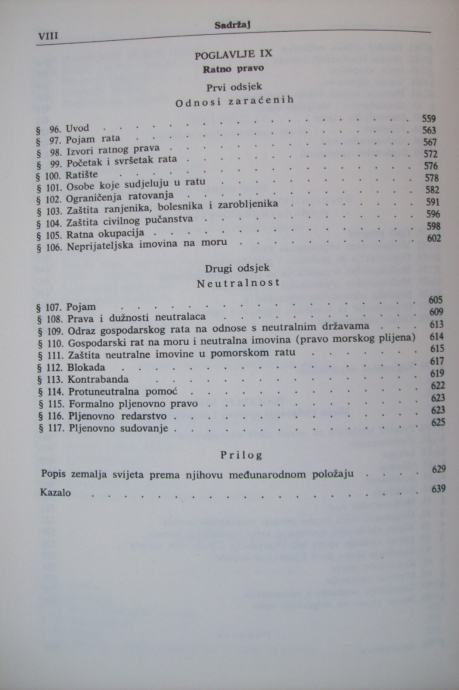 VIII Sadržaj
POGLAVLJE IX
Ratno pravo
Prvi odsjek
Odnosi zaraćenih
§ 96. Uvod . . . . . . . . . . 559
§ 97. Pojam rata . . . . . . . . . . 563
§ 98. Izvori ratnog prava . . . . . . . . . . 567
§ 99. Početak i svršetak rata . . . . . . . . . . 572
§ 100. Ratište . . . . . . . . . . 576
§ 101. Osobe koje sudjeluju u ratu . . . . . . . . . . 578
§ 102. Ograničenja ratovanja . . . . . . . . . . 582
§ 103. Zaštita ranjenika, bolesnika i zarobljenika . . . . . . . . . . 591
§ 104. Zaštita civilnog pučanstva . . . . . . . . . . 596
§ 105. Ratna okupacija . . . . . . . . . . 598
§ 106. Neprijateljska imovina na moru . . . . . . . . . . 602
Drugi odsjek
Neutralnost
§ 107. Pojam . . . . . . . . . . 605
§ 108. Prava i dužnosti neutralaca . . . . . . . . . . 609
§ 109. Odraz gospodarskog rata na odnose s neutralnim državama . . . . 613
§ 110. Gospodarski rat na moru i neutralna imovina (pravo morskog plijena) 614
§ 111. Zaštita neutralne imovine u pomorskom ratu . . . . . . . . 615
§ 112. Blokada . . . . . . . . . . 617
§ 113. Kontrabanda . . . . . . . . . . 619
§ 114. Protuneutralna pomoć . . . . . . . . . . 622
§ 115. Formalno pljenovno pravo . . . . . . . . . . 623
§ 116. Pljenovno redarstvo . . . . . . . . . . 623
§ 117. Pljenovno sudovanje . . . . . . . . . . 625
Prilog
Popis zemalja svijeta prema njihovu međunarodnom položaju . . . . 629
Kazalo . . . . . . . . . . 639